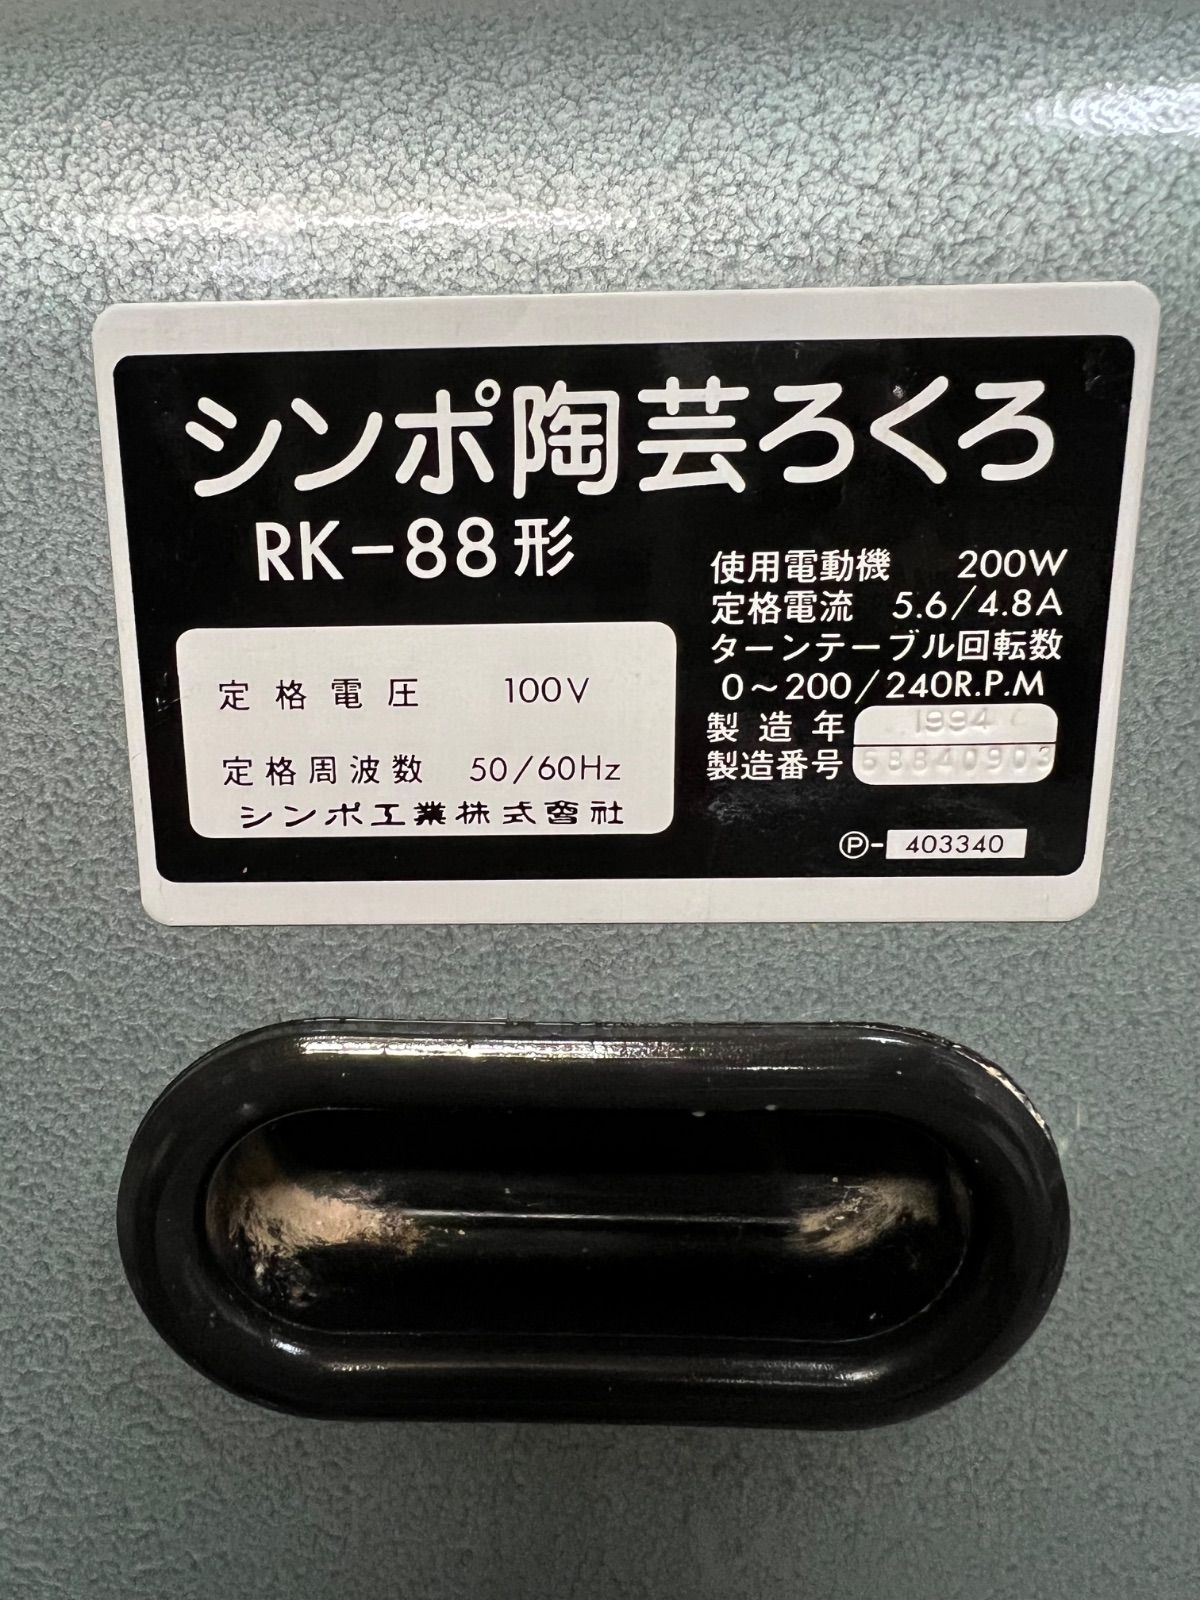 シンポ陶芸ろくろ
RK-88形
定格電圧 100V
定格周波数 50/60Hz
シンポ工業株式會社
使用電動機 200W
定格電流 5.6/4.8A
ターンテーブル回転数
0～200/240R.P.M
製造年 1994
製造番号
Ⓟ-403340